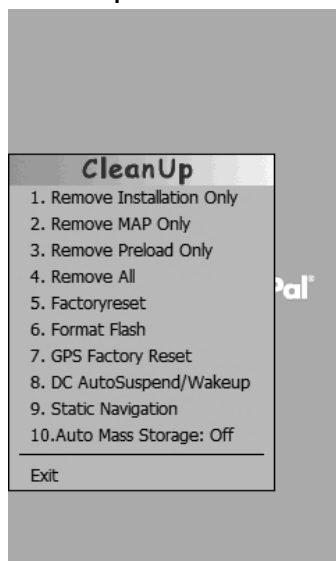 CleanUp
1. Remove Installation Only
2. Remove MAP Only
3. Remove Preload Only
4. Remove All
5. Factoryreset
6. Format Flash
7. GPS Factory Reset
8. DC AutoSuspend/Wakeup
9. Static Navigation
10.Auto Mass Storage: Off
Exit